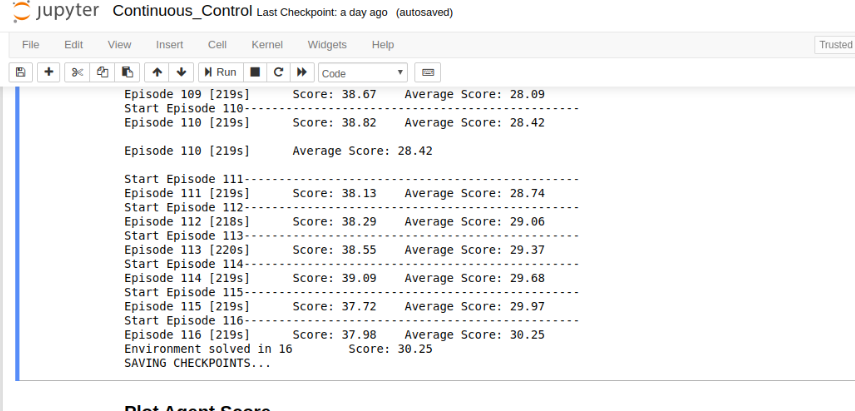 jupyter Continuous_Control Last Checkpoint: a day ago (autosaved)
File Edit View Insert Cell Kernel Widgets Help Trusted
Run Code
Episode 109 [219s] Score: 38.67 Average Score: 28.09
Start Episode 110------------------------------------------------
Episode 110 [219s] Score: 38.82 Average Score: 28.42
Episode 110 [219s] Average Score: 28.42
Start Episode 111------------------------------------------------
Episode 111 [219s] Score: 38.13 Average Score: 28.74
Start Episode 112------------------------------------------------
Episode 112 [218s] Score: 38.29 Average Score: 29.06
Start Episode 113------------------------------------------------
Episode 113 [220s] Score: 38.55 Average Score: 29.37
Start Episode 114------------------------------------------------
Episode 114 [219s] Score: 39.09 Average Score: 29.68
Start Episode 115------------------------------------------------
Episode 115 [219s] Score: 37.72 Average Score: 29.97
Start Episode 116------------------------------------------------
Episode 116 [219s] Score: 37.98 Average Score: 30.25
Environment solved in 16 Score: 30.25
SAVING CHECKPOINTS...
Plot Agent Score